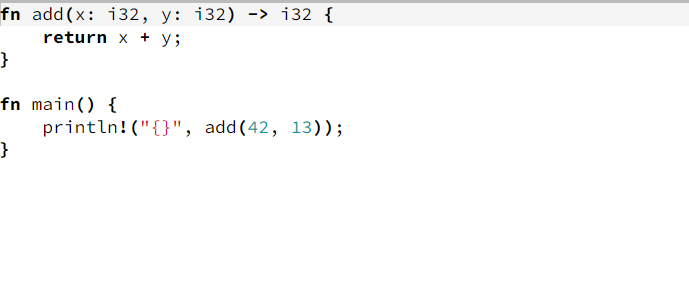 fn add(x: i32, y: i32) -> i32 {
    return x + y;
}

fn main() {
    println!("{}", add(42, 13));
}